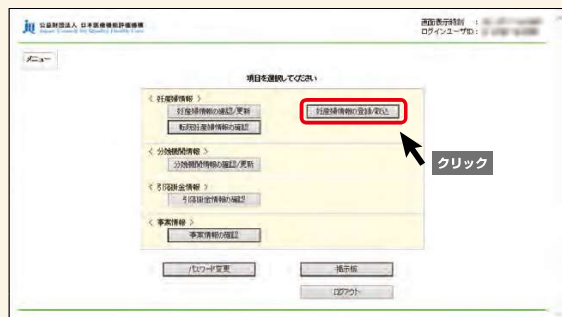 公益財団法人 日本医療機能評価機構
Japan Council for Quality Health Care
画面表示時刻 :
ログインユーザID:
メニュー
項目を選択してください
< 妊産婦情報 >
妊産婦情報の確認/更新
妊産婦情報の登録/取込
転院妊産婦情報の確認
クリック
< 分娩機関情報 >
分娩機関情報の確認/更新
< 引落掛金情報 >
引落掛金情報の確認
< 事案情報 >
事案情報の確認
パスワード変更
掲示板
ログアウト